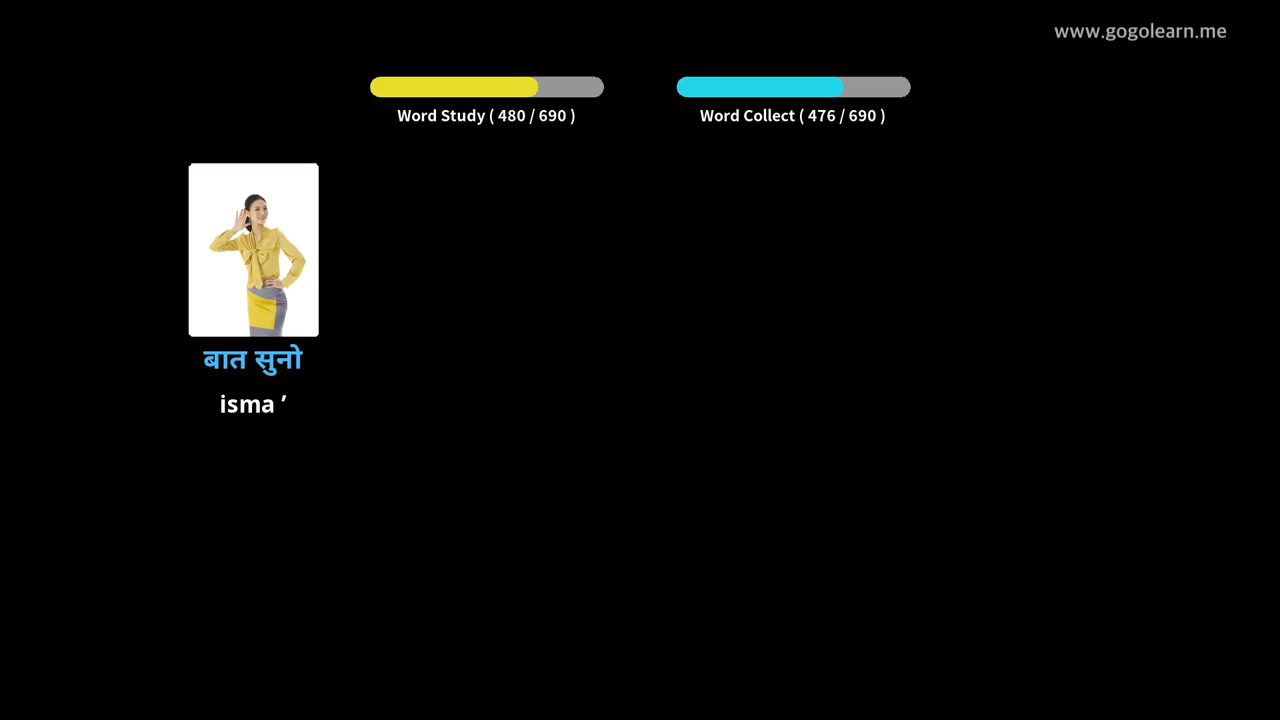 www.gogolearn.me
Word Study ( 480 / 690 )
Word Collect ( 476 / 690 )
बात सुनो
isma ’